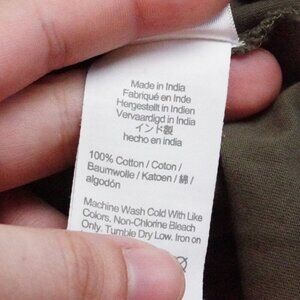 Made in India
Fabriqué en Inde
Hergestellt in Indien
Vervaardigd in India
インド製
hecho en india
100% Cotton / Coton /
Baumwolle / Katoen / 綿 /
algodón
Machine Wash Cold With Like
Colors, Non-Chlorine Bleach
Only. Tumble Dry Low. Iron on